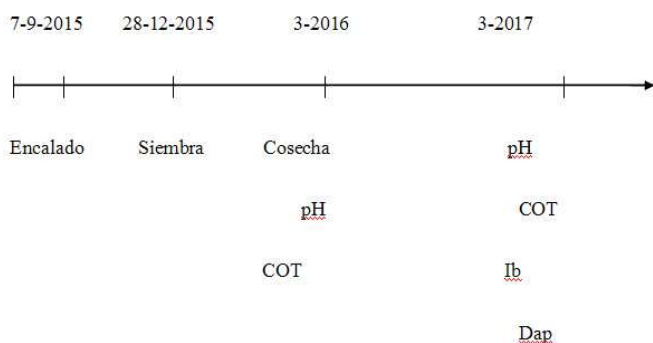 7-9-2015 28-12-2015 3-2016 3-2017
Encalado Siembra Cosecha pH
pH COT
COT Ib
Dap